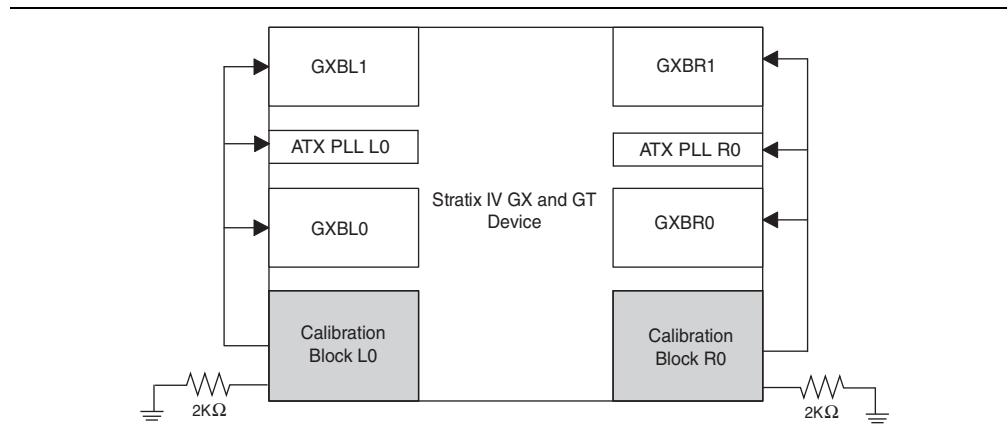 GXBL1
GXBR1
ATX PLL L0
ATX PLL R0
Stratix IV GX and GT
Device
GXBL0
GXBR0
Calibration
Block L0
Calibration
Block R0
2KΩ
2KΩ